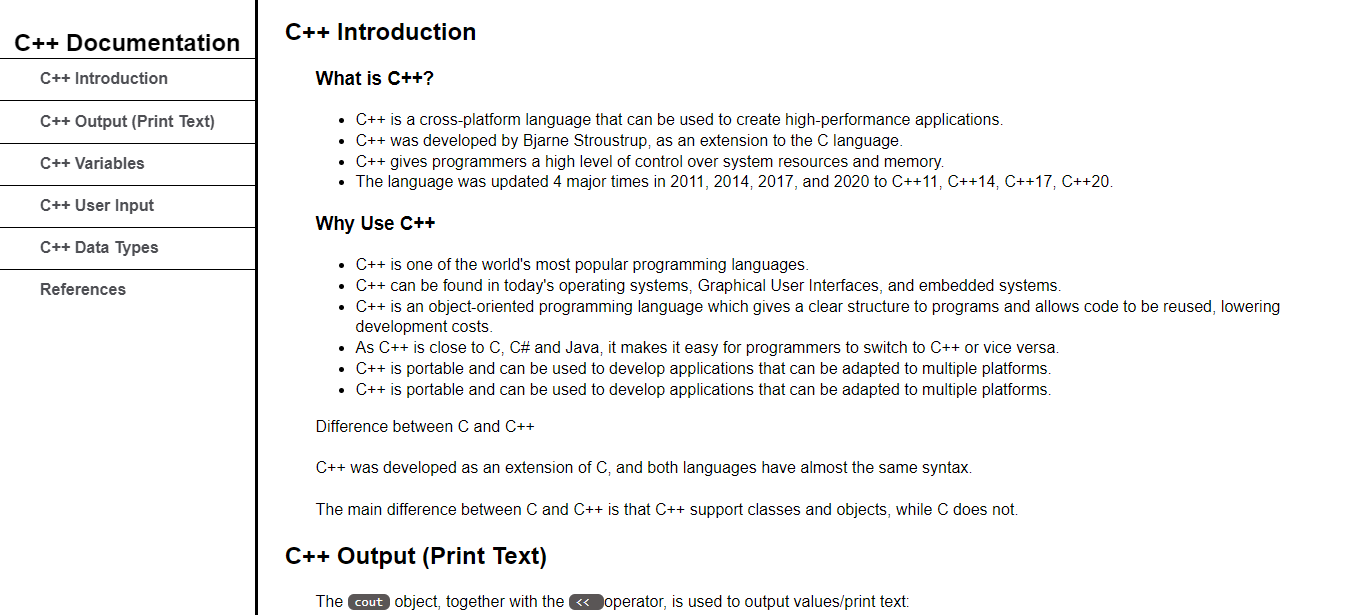 C++ Documentation
C++ Introduction
C++ Output (Print Text)
C++ Variables
C++ User Input
C++ Data Types
References
C++ Introduction
What is C++?
C++ is a cross-platform language that can be used to create high-performance applications.
C++ was developed by Bjarne Stroustrup, as an extension to the C language.
C++ gives programmers a high level of control over system resources and memory.
The language was updated 4 major times in 2011, 2014, 2017, and 2020 to C++11, C++14, C++17, C++20.
Why Use C++
C++ is one of the world's most popular programming languages.
C++ can be found in today's operating systems, Graphical User Interfaces, and embedded systems.
C++ is an object-oriented programming language which gives a clear structure to programs and allows code to be reused, lowering
development costs.
As C++ is close to C, C# and Java, it makes it easy for programmers to switch to C++ or vice versa.
C++ is portable and can be used to develop applications that can be adapted to multiple platforms.
C++ is portable and can be used to develop applications that can be adapted to multiple platforms.
Difference between C and C++
C++ was developed as an extension of C, and both languages have almost the same syntax.
The main difference between C and C++ is that C++ support classes and objects, while C does not.
C++ Output (Print Text)
The cout object, together with the << operator, is used to output values/print text: